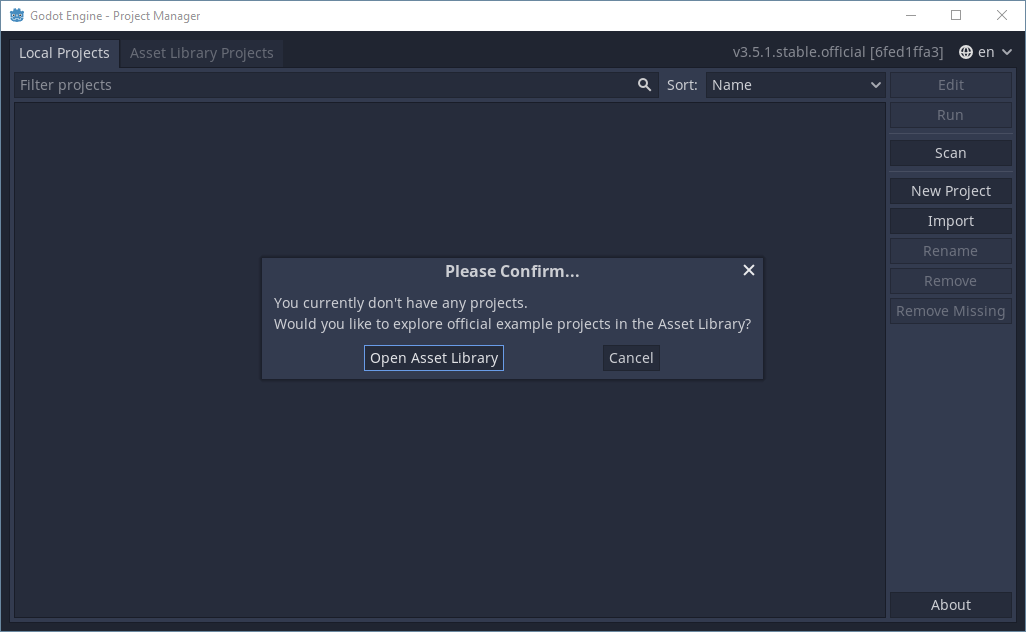 Godot Engine - Project Manager
Local Projects Asset Library Projects v3.5.1.stable.official [6fed1ffa3] en
Filter projects Sort: Name Edit
Run
Scan
New Project
Import
Rename
Remove
Remove Missing
Please Confirm...
You currently don't have any projects.
Would you like to explore official example projects in the Asset Library?
Open Asset Library Cancel
About